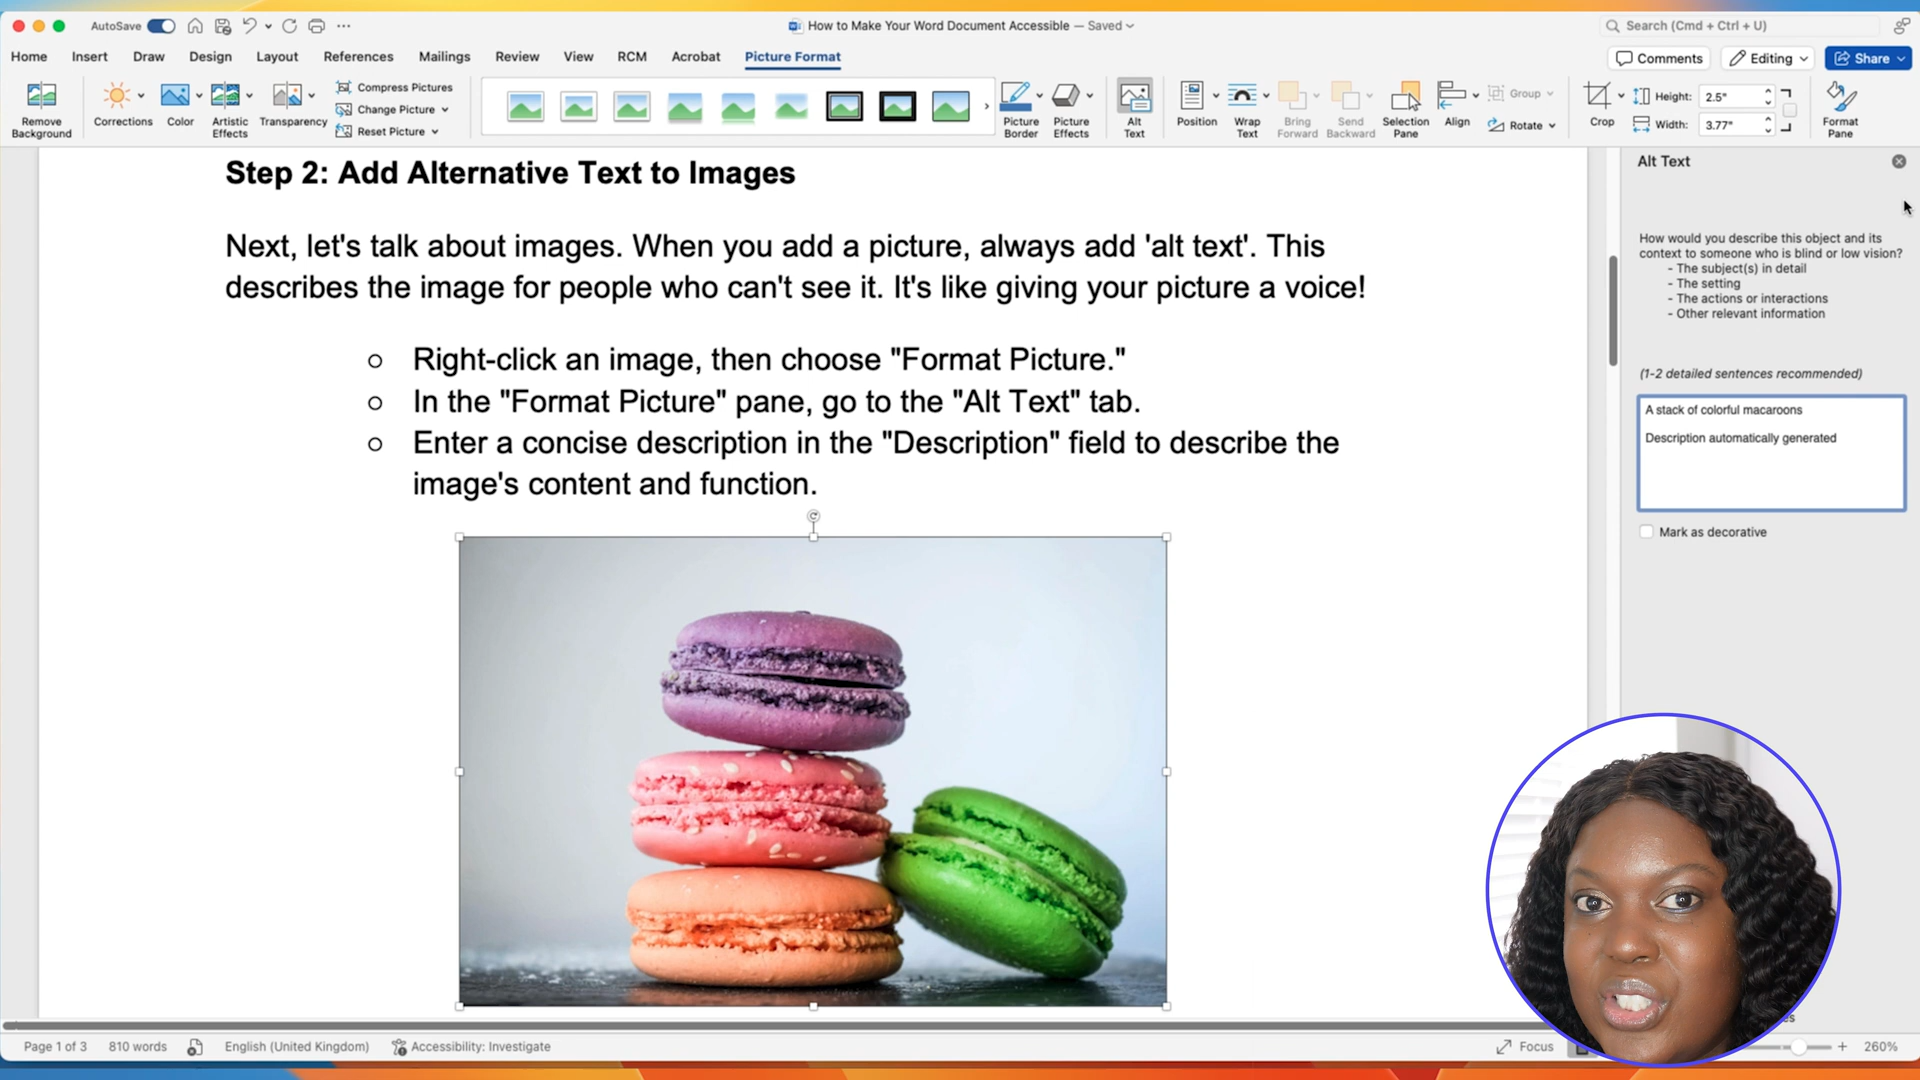 AutoSave
How to Make Your Word Document Accessible — Saved
Search (Cmd + Ctrl + U)
Home Insert Draw Design Layout References Mailings Review View RCM Acrobat Picture Format
Comments Editing Share
Remove Background
Corrections
Color
Artistic Effects
Transparency
Compress Pictures
Change Picture
Reset Picture
Picture Border
Picture Effects
Alt Text
Position
Wrap Text
Bring Forward
Send Backward
Selection Pane
Align
Group
Rotate
Crop
Height: 2.5"
Width: 3.77"
Format Pane
Step 2: Add Alternative Text to Images
Next, let's talk about images. When you add a picture, always add 'alt text'. This
describes the image for people who can't see it. It's like giving your picture a voice!
○ Right-click an image, then choose "Format Picture."
○ In the "Format Picture" pane, go to the "Alt Text" tab.
○ Enter a concise description in the "Description" field to describe the
image's content and function.
Alt Text
How would you describe this object and its
context to someone who is blind or low vision?
- The subject(s) in detail
- The setting
- The actions or interactions
- Other relevant information
(1-2 detailed sentences recommended)
A stack of colorful macaroons
Description automatically generated
Mark as decorative
Page 1 of 3 810 words English (United Kingdom) Accessibility: Investigate Focus 260%